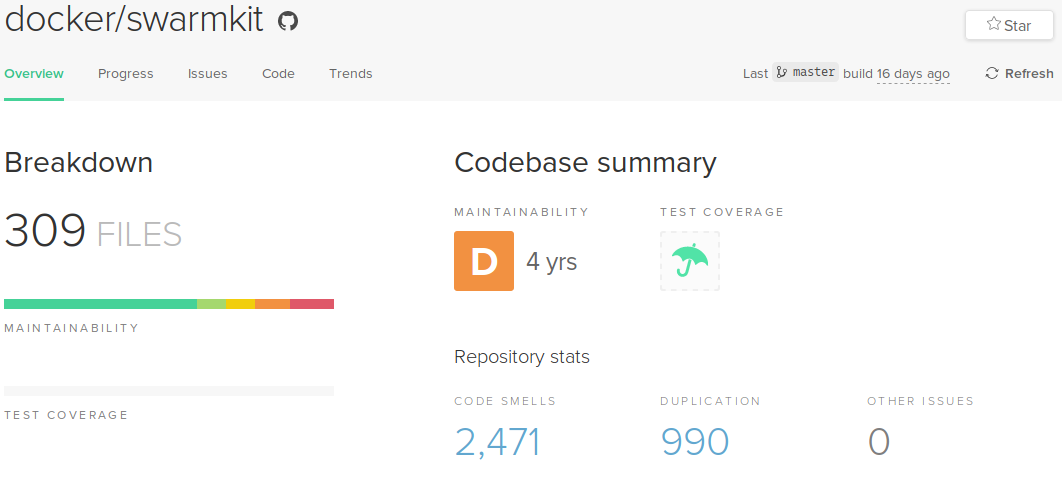 docker/swarmkit
Star
Overview Progress Issues Code Trends Last master build 16 days ago Refresh
Breakdown
309 FILES
MAINTAINABILITY
TEST COVERAGE
Codebase summary
MAINTAINABILITY TEST COVERAGE
D 4 yrs
Repository stats
CODE SMELLS DUPLICATION OTHER ISSUES
2,471 990 0